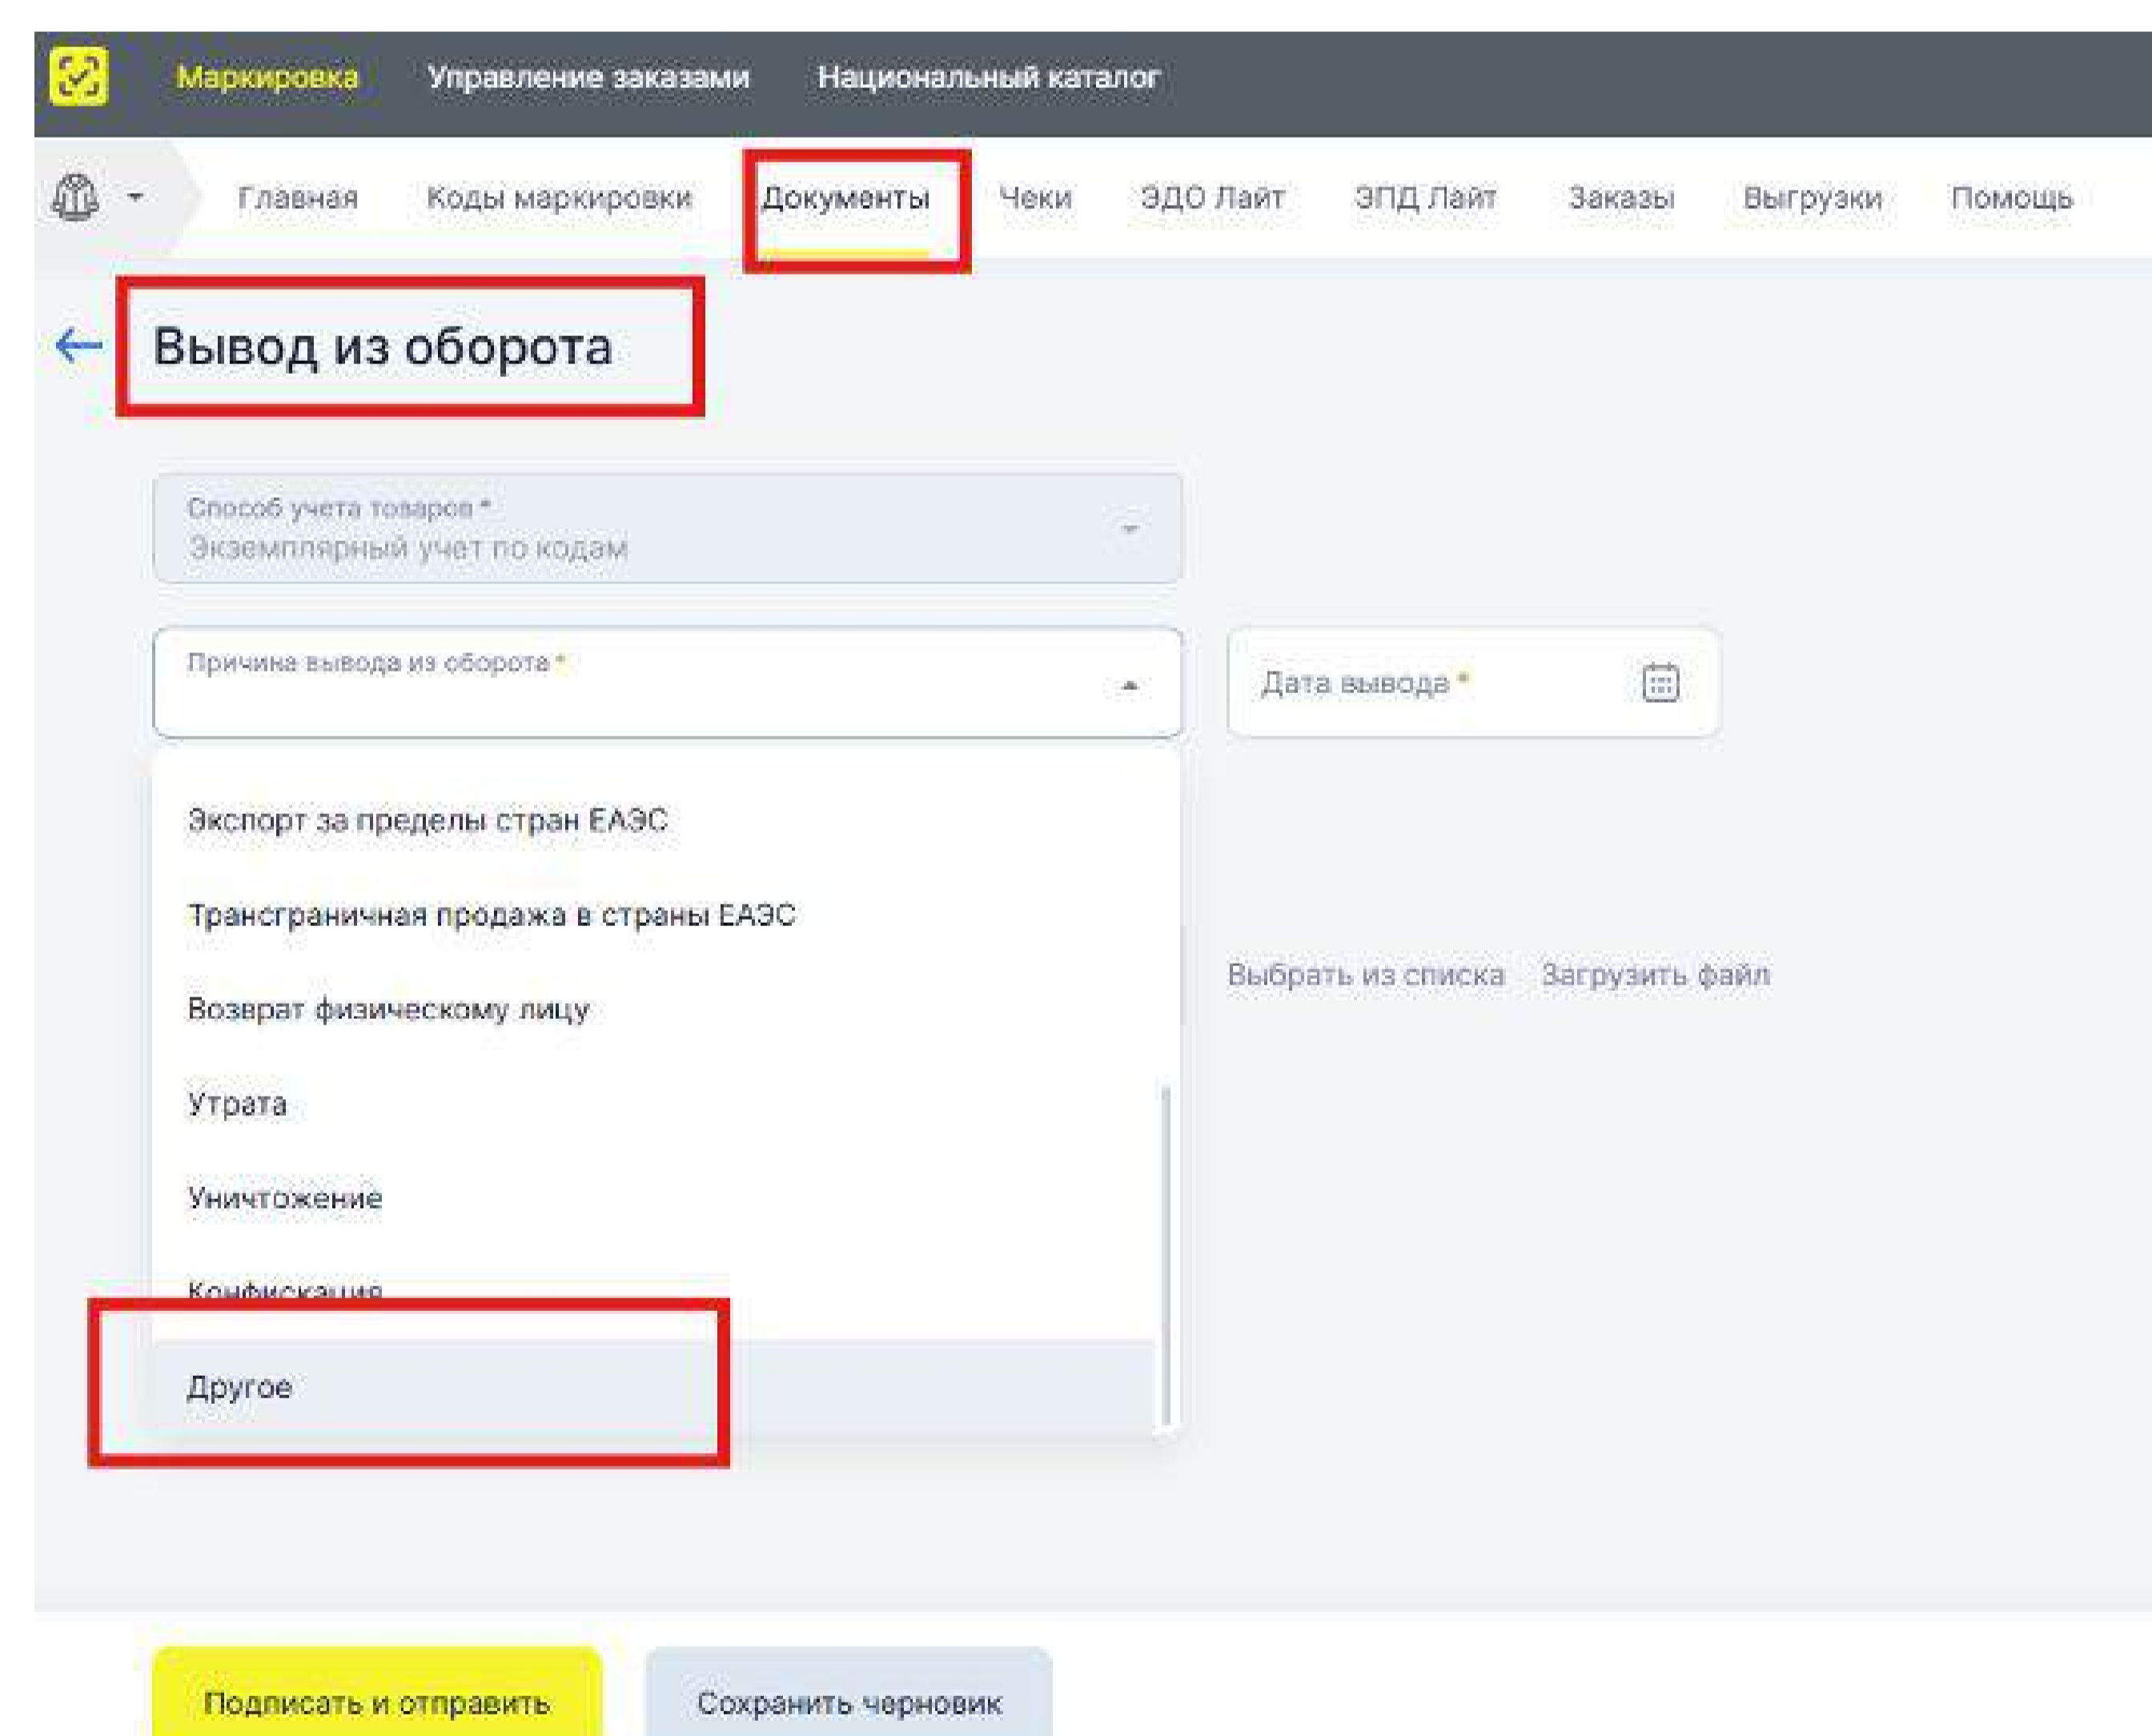 Маркировка Управление заказами Национальный каталог
Главная Коды маркировки Документы Чеки ЭДО Лайт ЭПД Лайт Заказы Выгрузки Помощь
Вывод из оборота
Способ учета товаров *
Экземплярный учет по кодам
Причина вывода из оборота *
Дата вывода *
Экспорт за пределы стран ЕАЭС
Трансграничная продажа в страны ЕАЭС
Выбрать из списка Загрузить файл
Возврат физическому лицу
Утрата
Уничтожение
Конфискация
Другое
Подписать и отправить Сохранить черновик